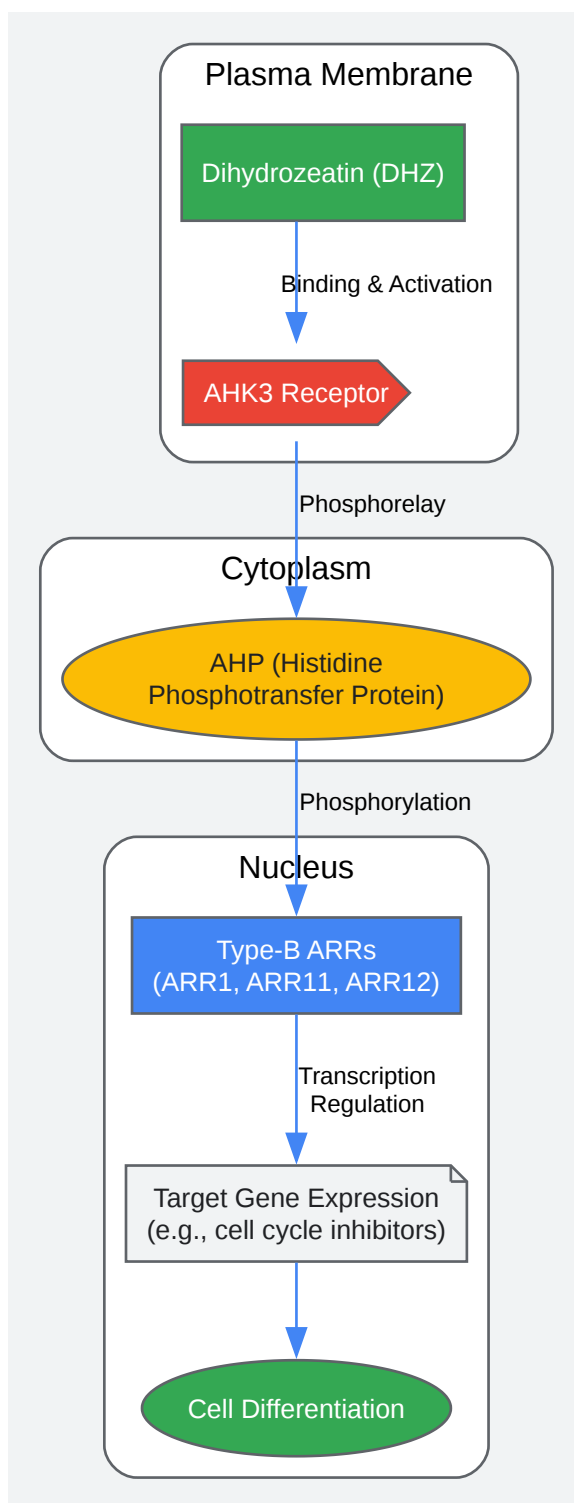 Plasma Membrane
Dihydrozeatin (DHZ)
Binding & Activation
AHK3 Receptor
Phosphorelay
Cytoplasm
AHP (Histidine
Phosphotransfer Protein)
Phosphorylation
Nucleus
Type-B ARRs
(ARR1, ARR11, ARR12)
Transcription
Regulation
Target Gene Expression
(e.g., cell cycle inhibitors)
Cell Differentiation